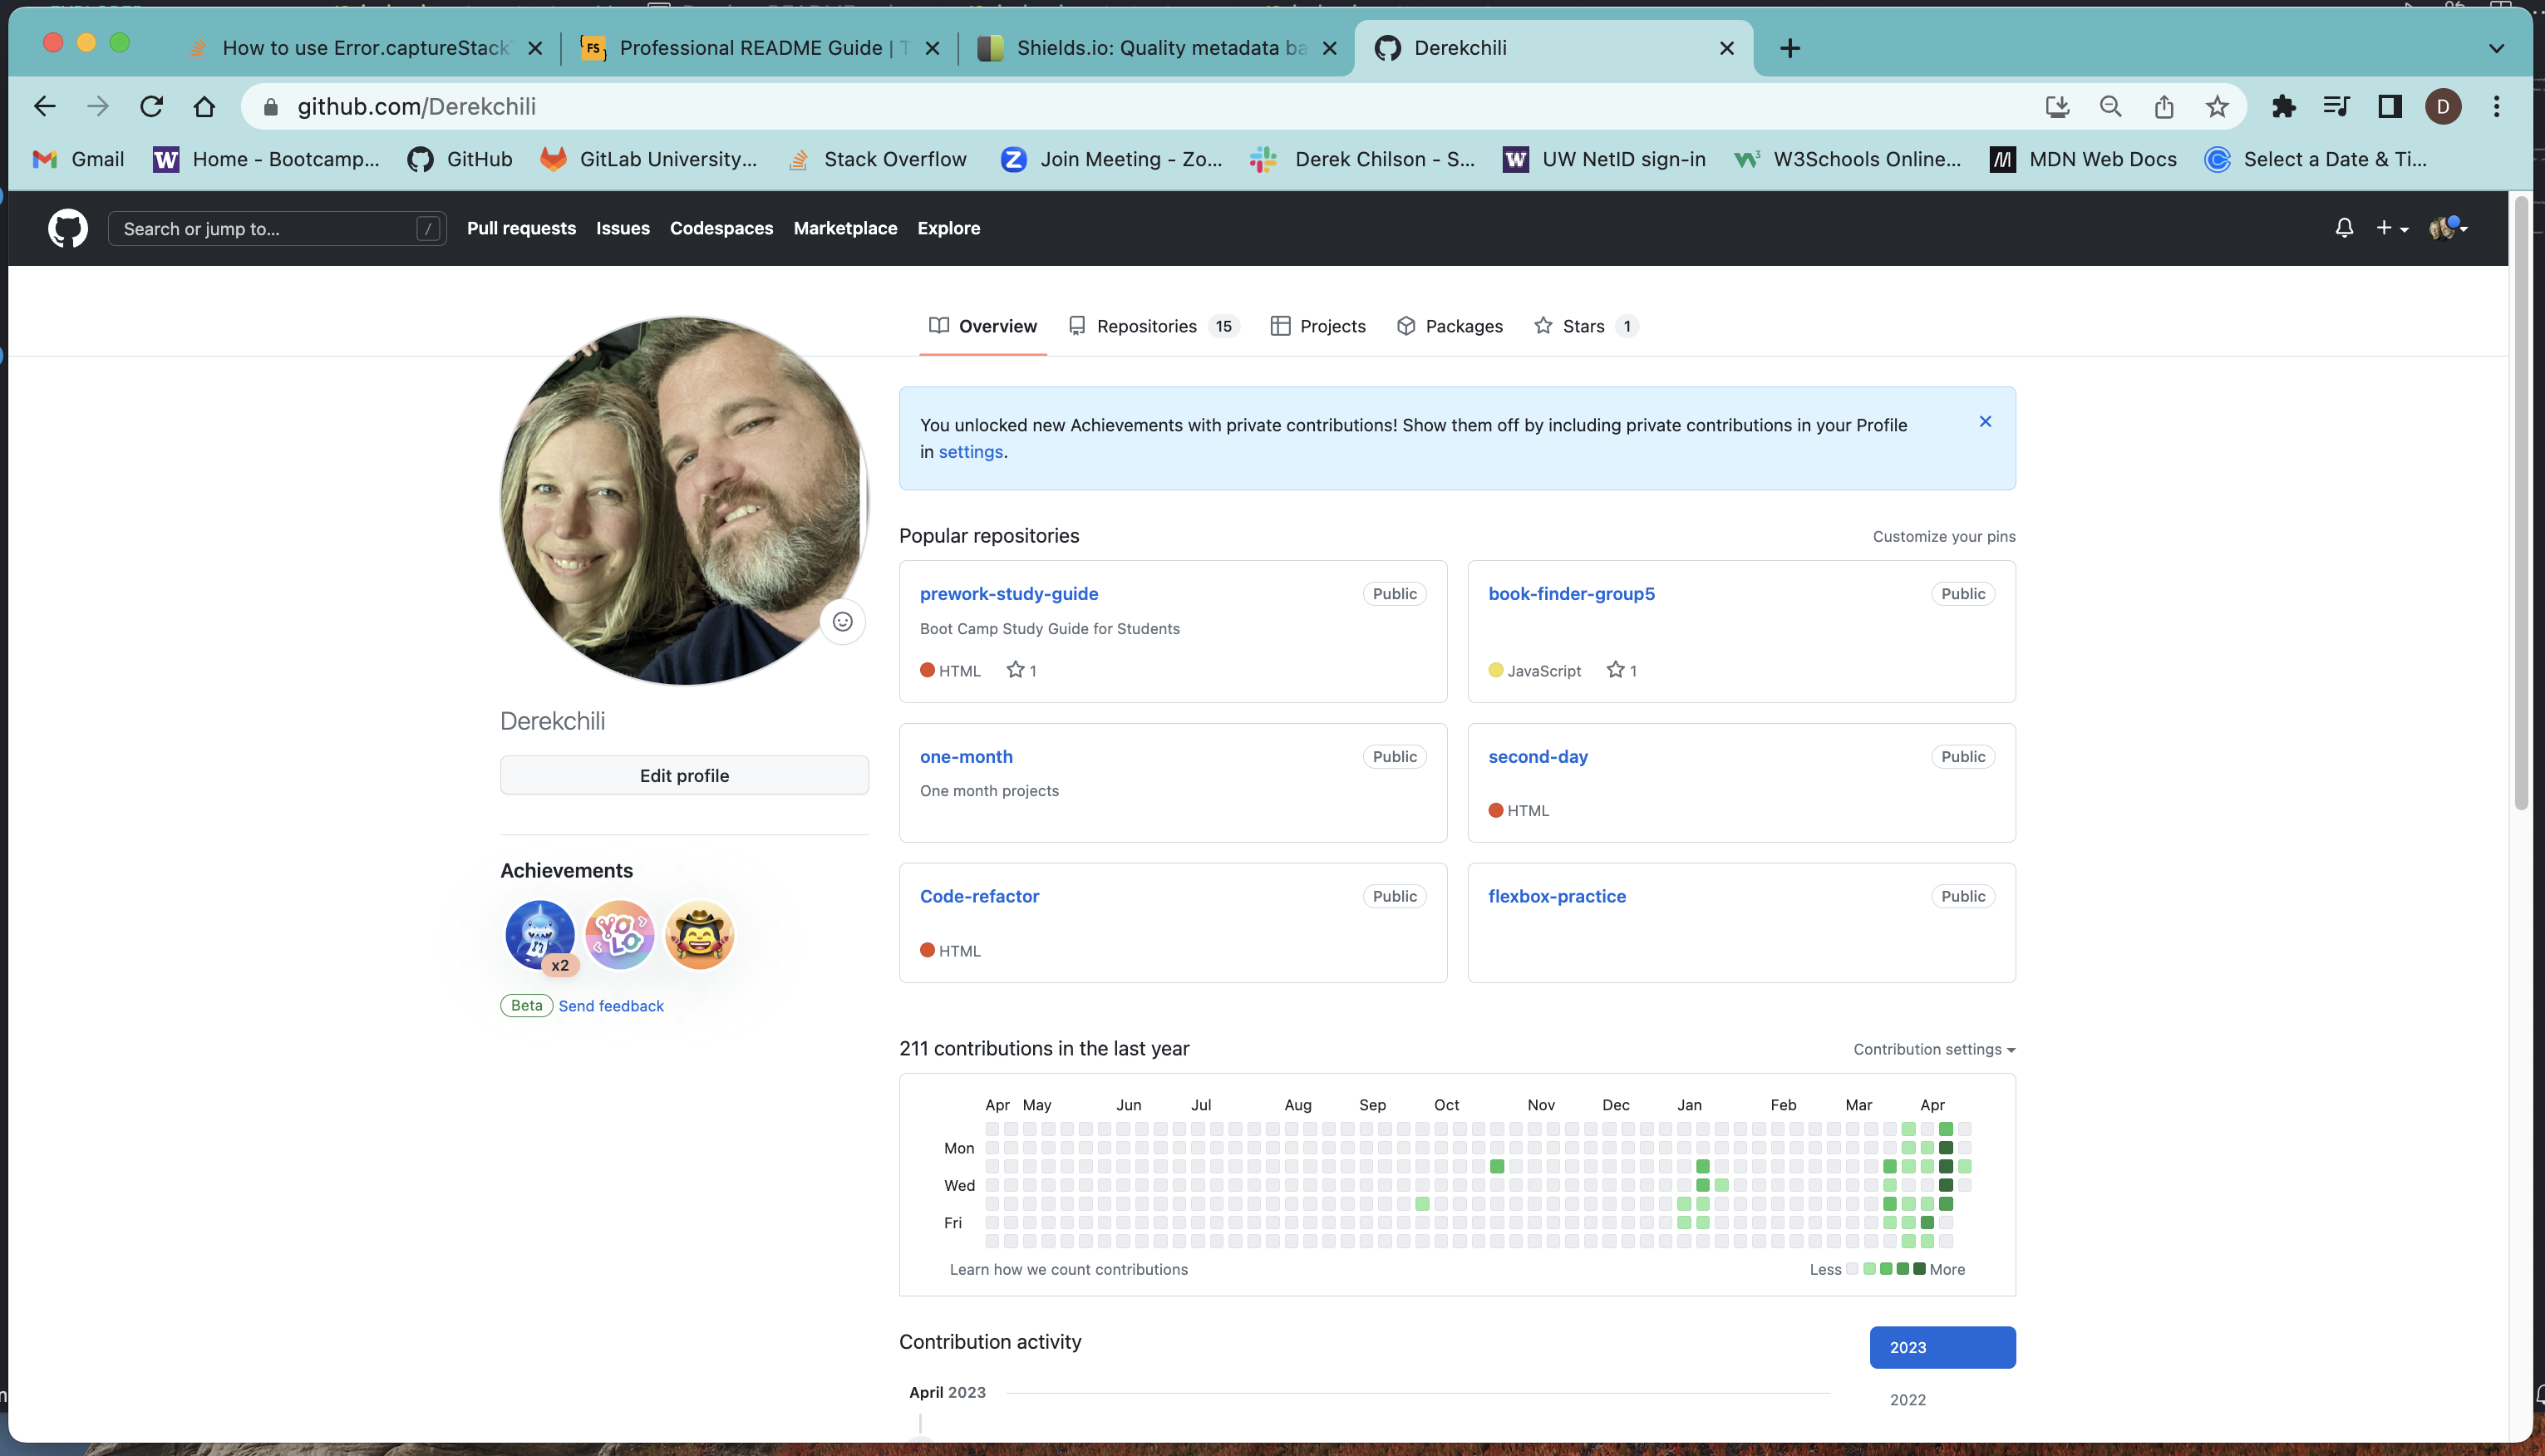 How to use Error.captureStack
Professional README Guide | T
Shields.io: Quality metadata ba
Derekchili
github.com/Derekchili
D
Gmail
Home - Bootcamp...
GitHub
GitLab University...
Stack Overflow
Join Meeting - Zo...
Derek Chilson - S...
UW NetID sign-in
W3Schools Online...
MDN Web Docs
Select a Date & Ti...
Search or jump to...
/
Pull requests
Issues
Codespaces
Marketplace
Explore
Overview
Repositories 15
Projects
Packages
Stars 1
You unlocked new Achievements with private contributions! Show them off by including private contributions in your Profile
in settings.
Popular repositories
Customize your pins
prework-study-guide
Public
Boot Camp Study Guide for Students
HTML
1
book-finder-group5
Public
JavaScript
1
Derekchili
Edit profile
one-month
Public
One month projects
second-day
Public
HTML
Achievements
YOLO
x2
Beta
Send feedback
Code-refactor
Public
HTML
flexbox-practice
Public
211 contributions in the last year
Contribution settings
Apr May Jun Jul Aug Sep Oct Nov Dec Jan Feb Mar Apr
Mon
Wed
Fri
Learn how we count contributions
Less
More
Contribution activity
2023
April 2023
2022